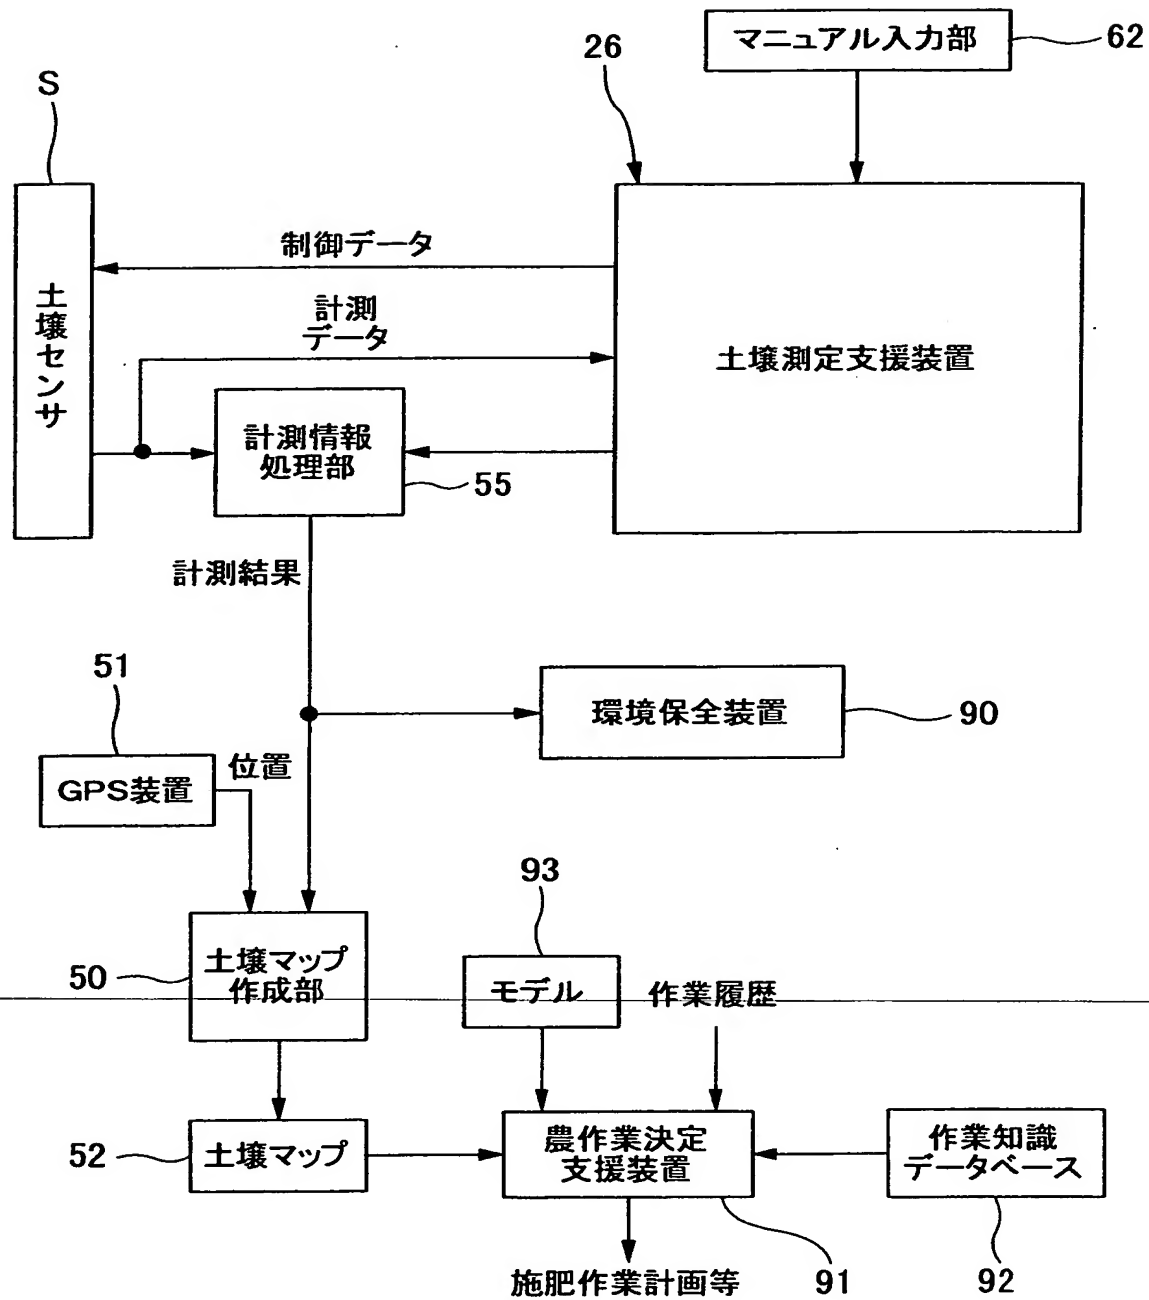 マニュアル入力部
62
26
S
制御データ
計測
データ
土壌センサ
土壌測定支援装置
計測情報
処理部
55
計測結果
51
環境保全装置
90
位置
GPS装置
93
土壌マップ
作成部
50
モデル
作業履歴
52
土壌マップ
農作業決定
支援装置
作業知識
データベース
施肥作業計画等
91
92